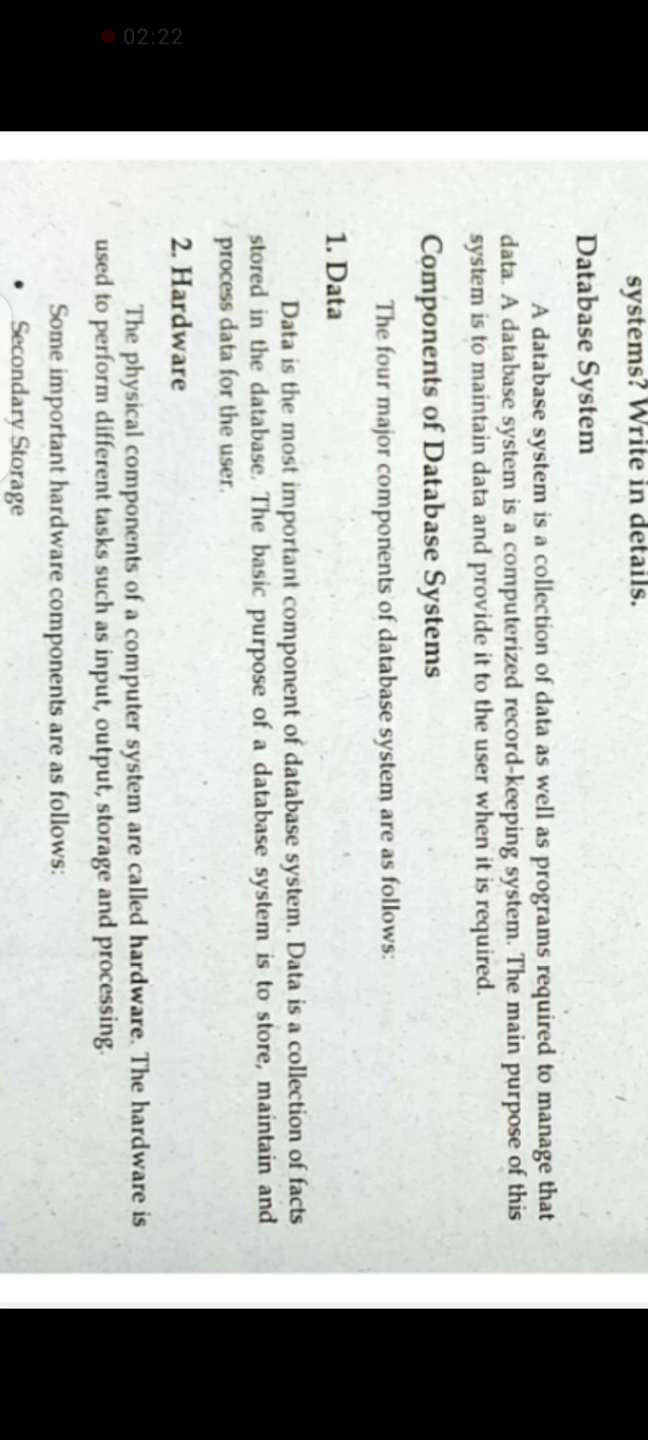 02:22
systems? Write in details.
Database System
A database system is a collection of data as well as programs required to manage that
data. A database system is a computerized record-keeping system. The main purpose of this
system is to maintain data and provide it to the user when it is required.
Components of Database Systems
The four major components of database system are as follows:
1. Data
Data is the most important component of database system. Data is a collection of facts
stored in the database. The basic purpose of a database system is to store, maintain and
process data for the user.
2. Hardware
The physical components of a computer system are called hardware. The hardware is
used to perform different tasks such as input, output, storage and processing.
Some important hardware components are as follows:
• Secondary Storage